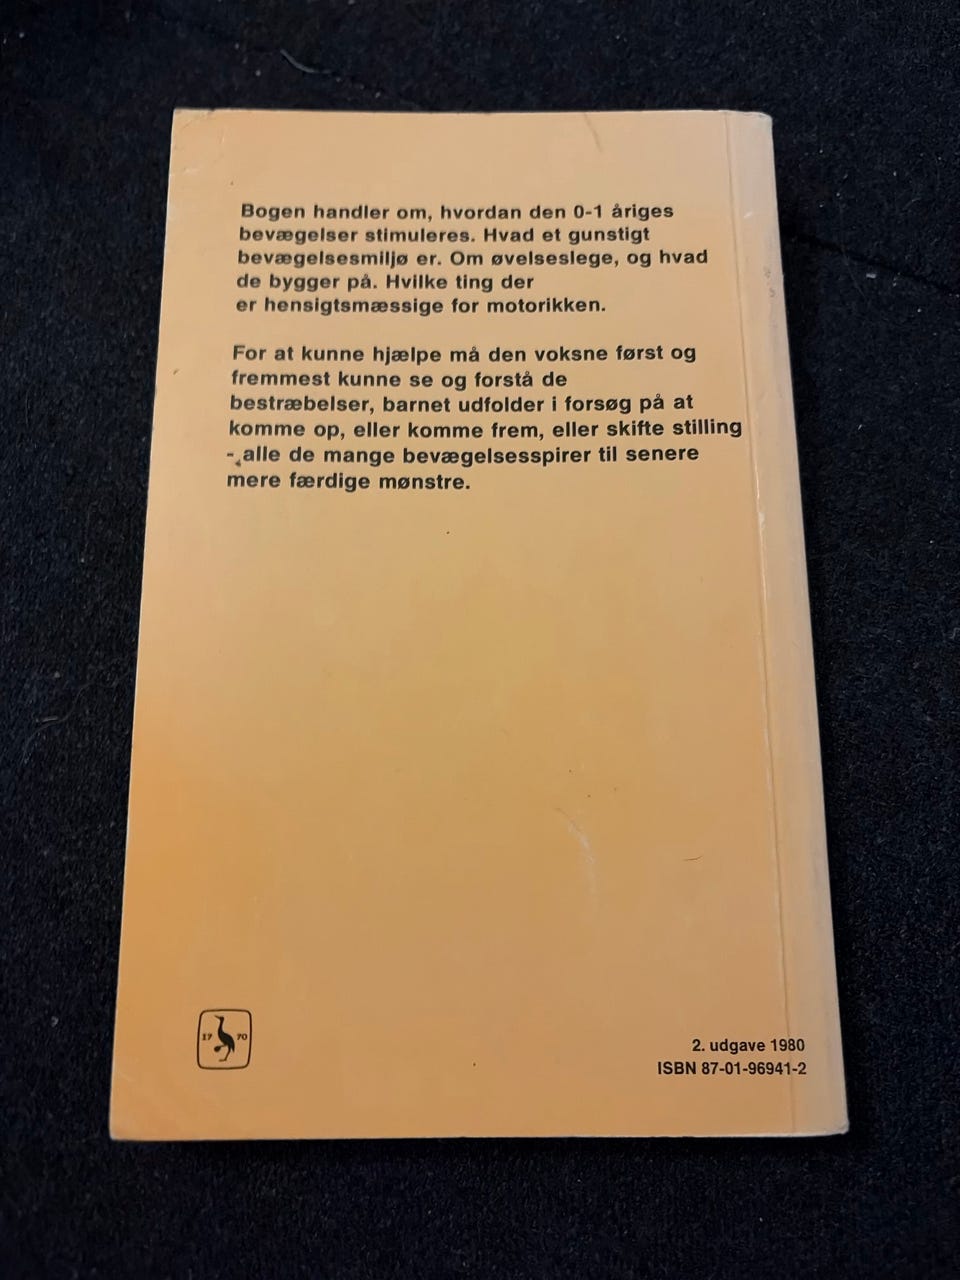 Bogen handler om, hvordan den 0-1 åriges
bevægelser stimuleres. Hvad et gunstigt
bevægelsesmiljø er. Om øvelseslege, og hvad
de bygger på. Hvilke ting der
er hensigtsmæssige for motorikken.
For at kunne hjælpe må den voksne først og
fremmest kunne se og forstå de
bestræbelser, barnet udfolder i forsøg på at
komme op, eller komme frem, eller skifte stilling
- alle de mange bevægelsesspirer til senere
mere færdige mønstre.
17 70
2. udgave 1980
ISBN 87-01-96941-2